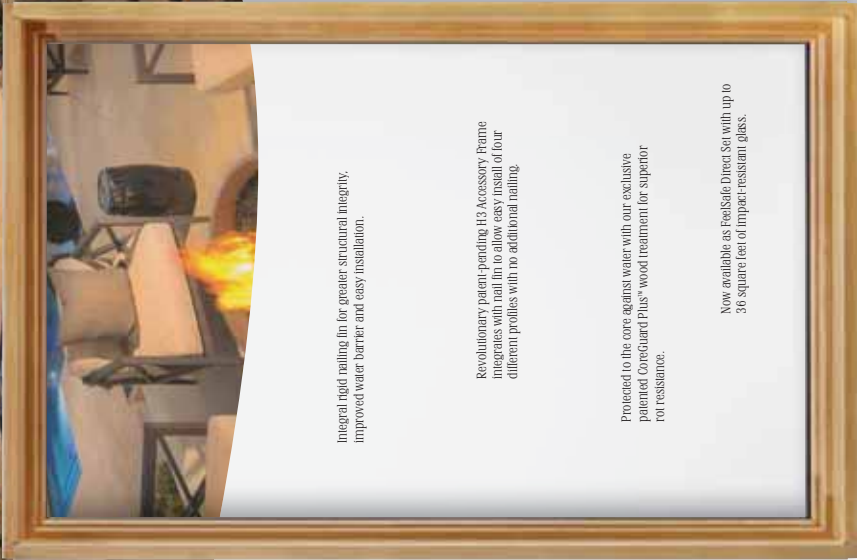 Integral rigid nailing fin for greater structural integrity,
improved water barrier and easy installation.
Revolutionary patent-pending H3 Accessory Frame
integrates with nail fin to allow easy install of four
different profiles with no additional nailing.
Protected to the core against water with our exclusive
patented CoreGuard Plus™ wood treatment for superior
rot resistance.
Now available as FeelSafe Direct Set with up to
36 square feet of impact-resistant glass.